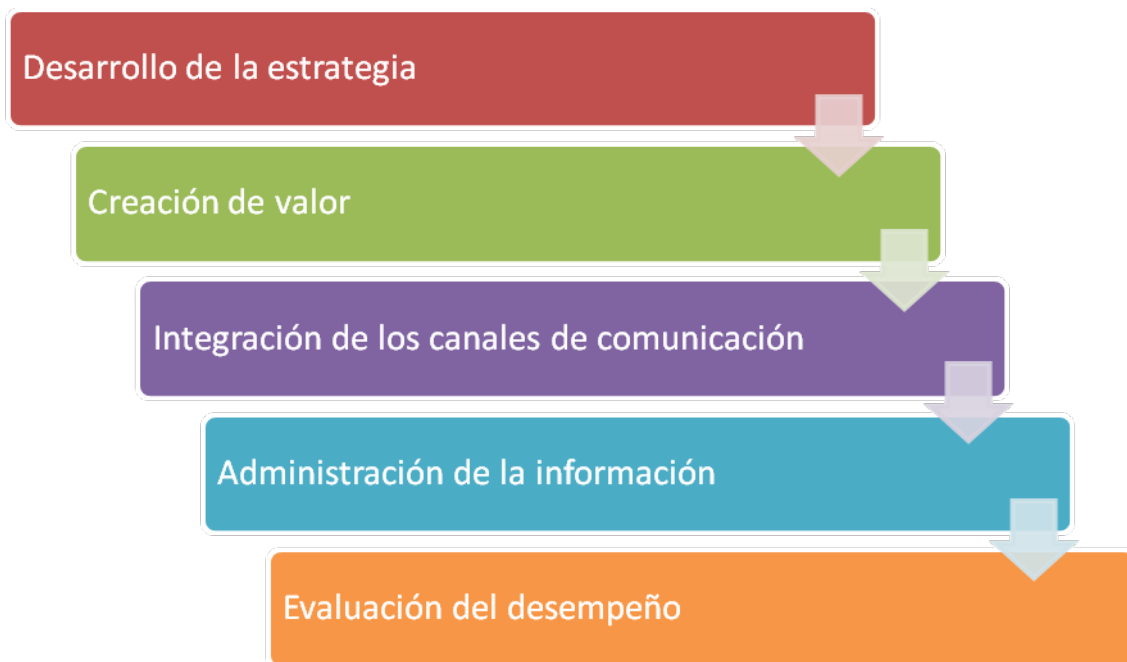 Desarrollo de la estrategia
Creación de valor
Integración de los canales de comunicación
Administración de la información
Evaluación del desempeño